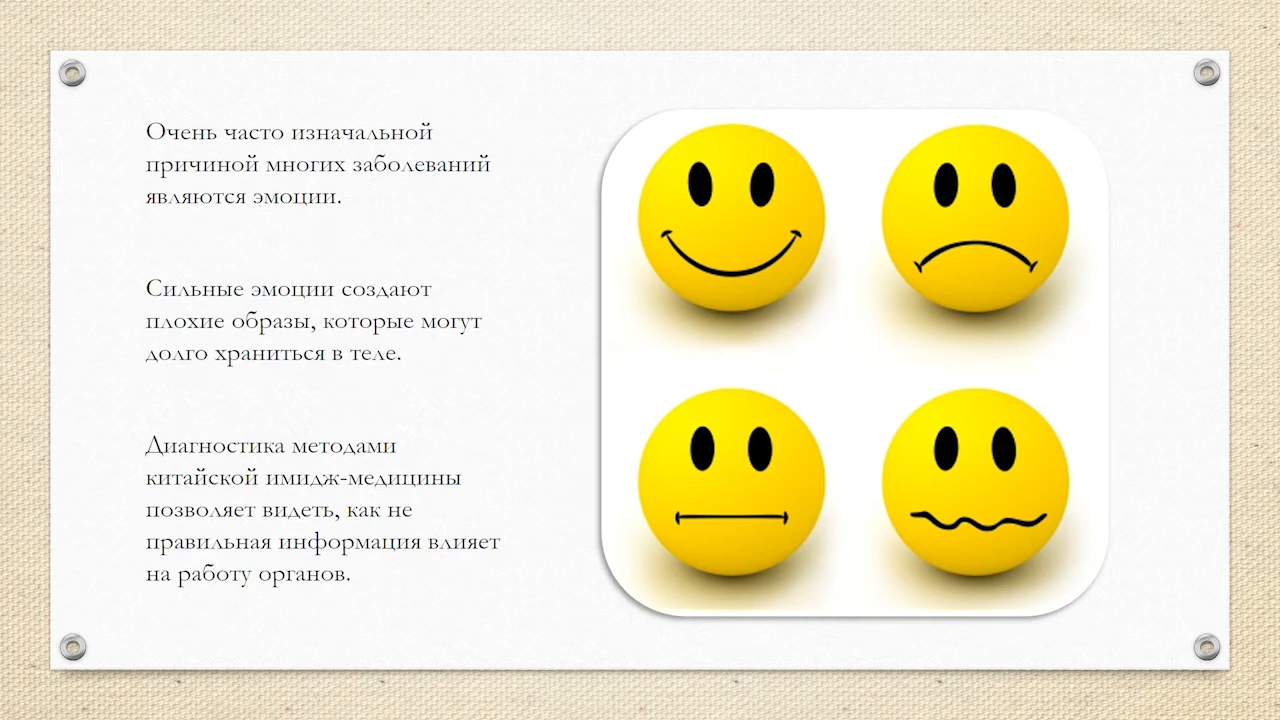 Очень часто изначальной
причиной многих заболеваний
являются эмоции.
Сильные эмоции создают
плохие образы, которые могут
долго храниться в теле.
Диагностика методами
китайской имидж-медицины
позволяет видеть, как не
правильная информация влияет
на работу органов.